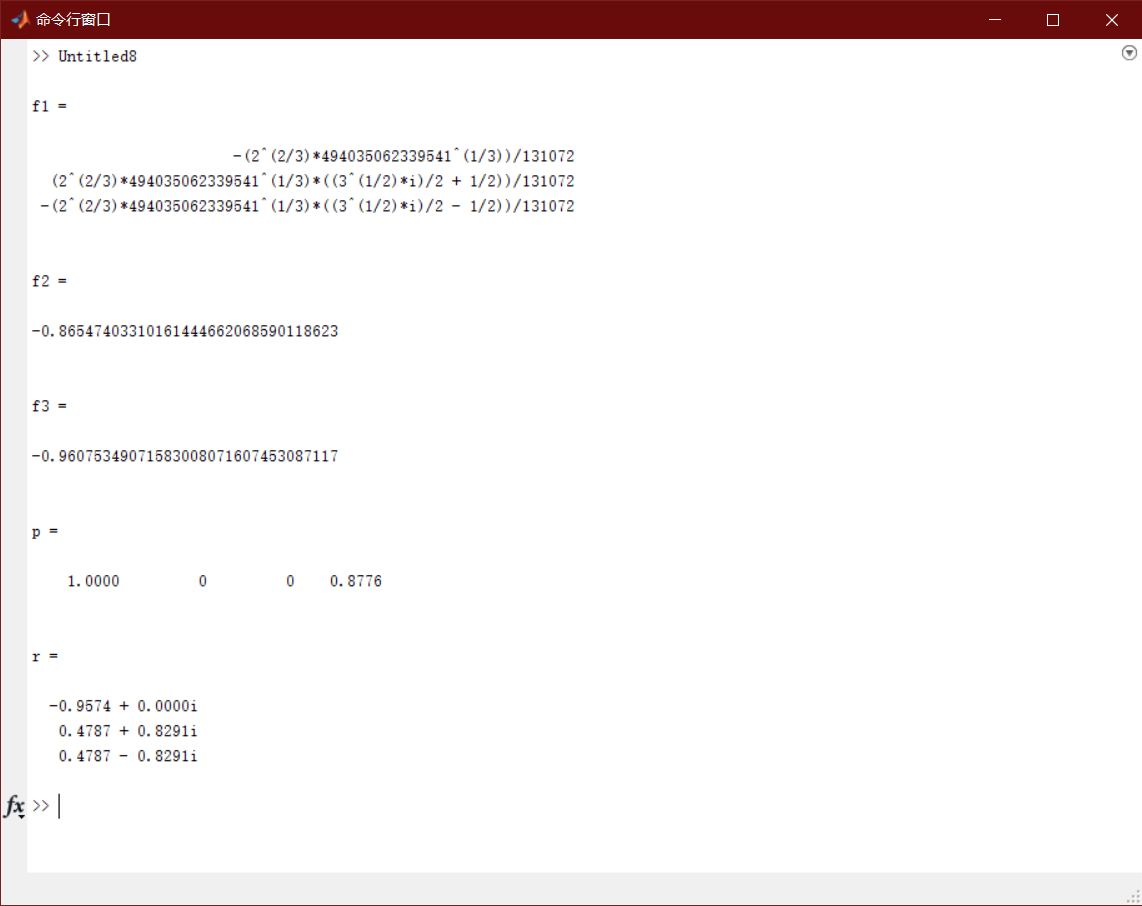 命令行窗口
>> Untitled8
f1 =
-(2^(2/3)*494035062339541^(1/3))/131072
(2^(2/3)*494035062339541^(1/3)*((3^(1/2)*i)/2 + 1/2))/131072
-(2^(2/3)*494035062339541^(1/3)*((3^(1/2)*i)/2 - 1/2))/131072
f2 =
-0.86547403310161444662068590118623
f3 =
-0.96075349071583008071607453087117
p =
1.0000 0 0 0.8776
r =
-0.9574 + 0.0000i
0.4787 + 0.8291i
0.4787 - 0.8291i
fx >>